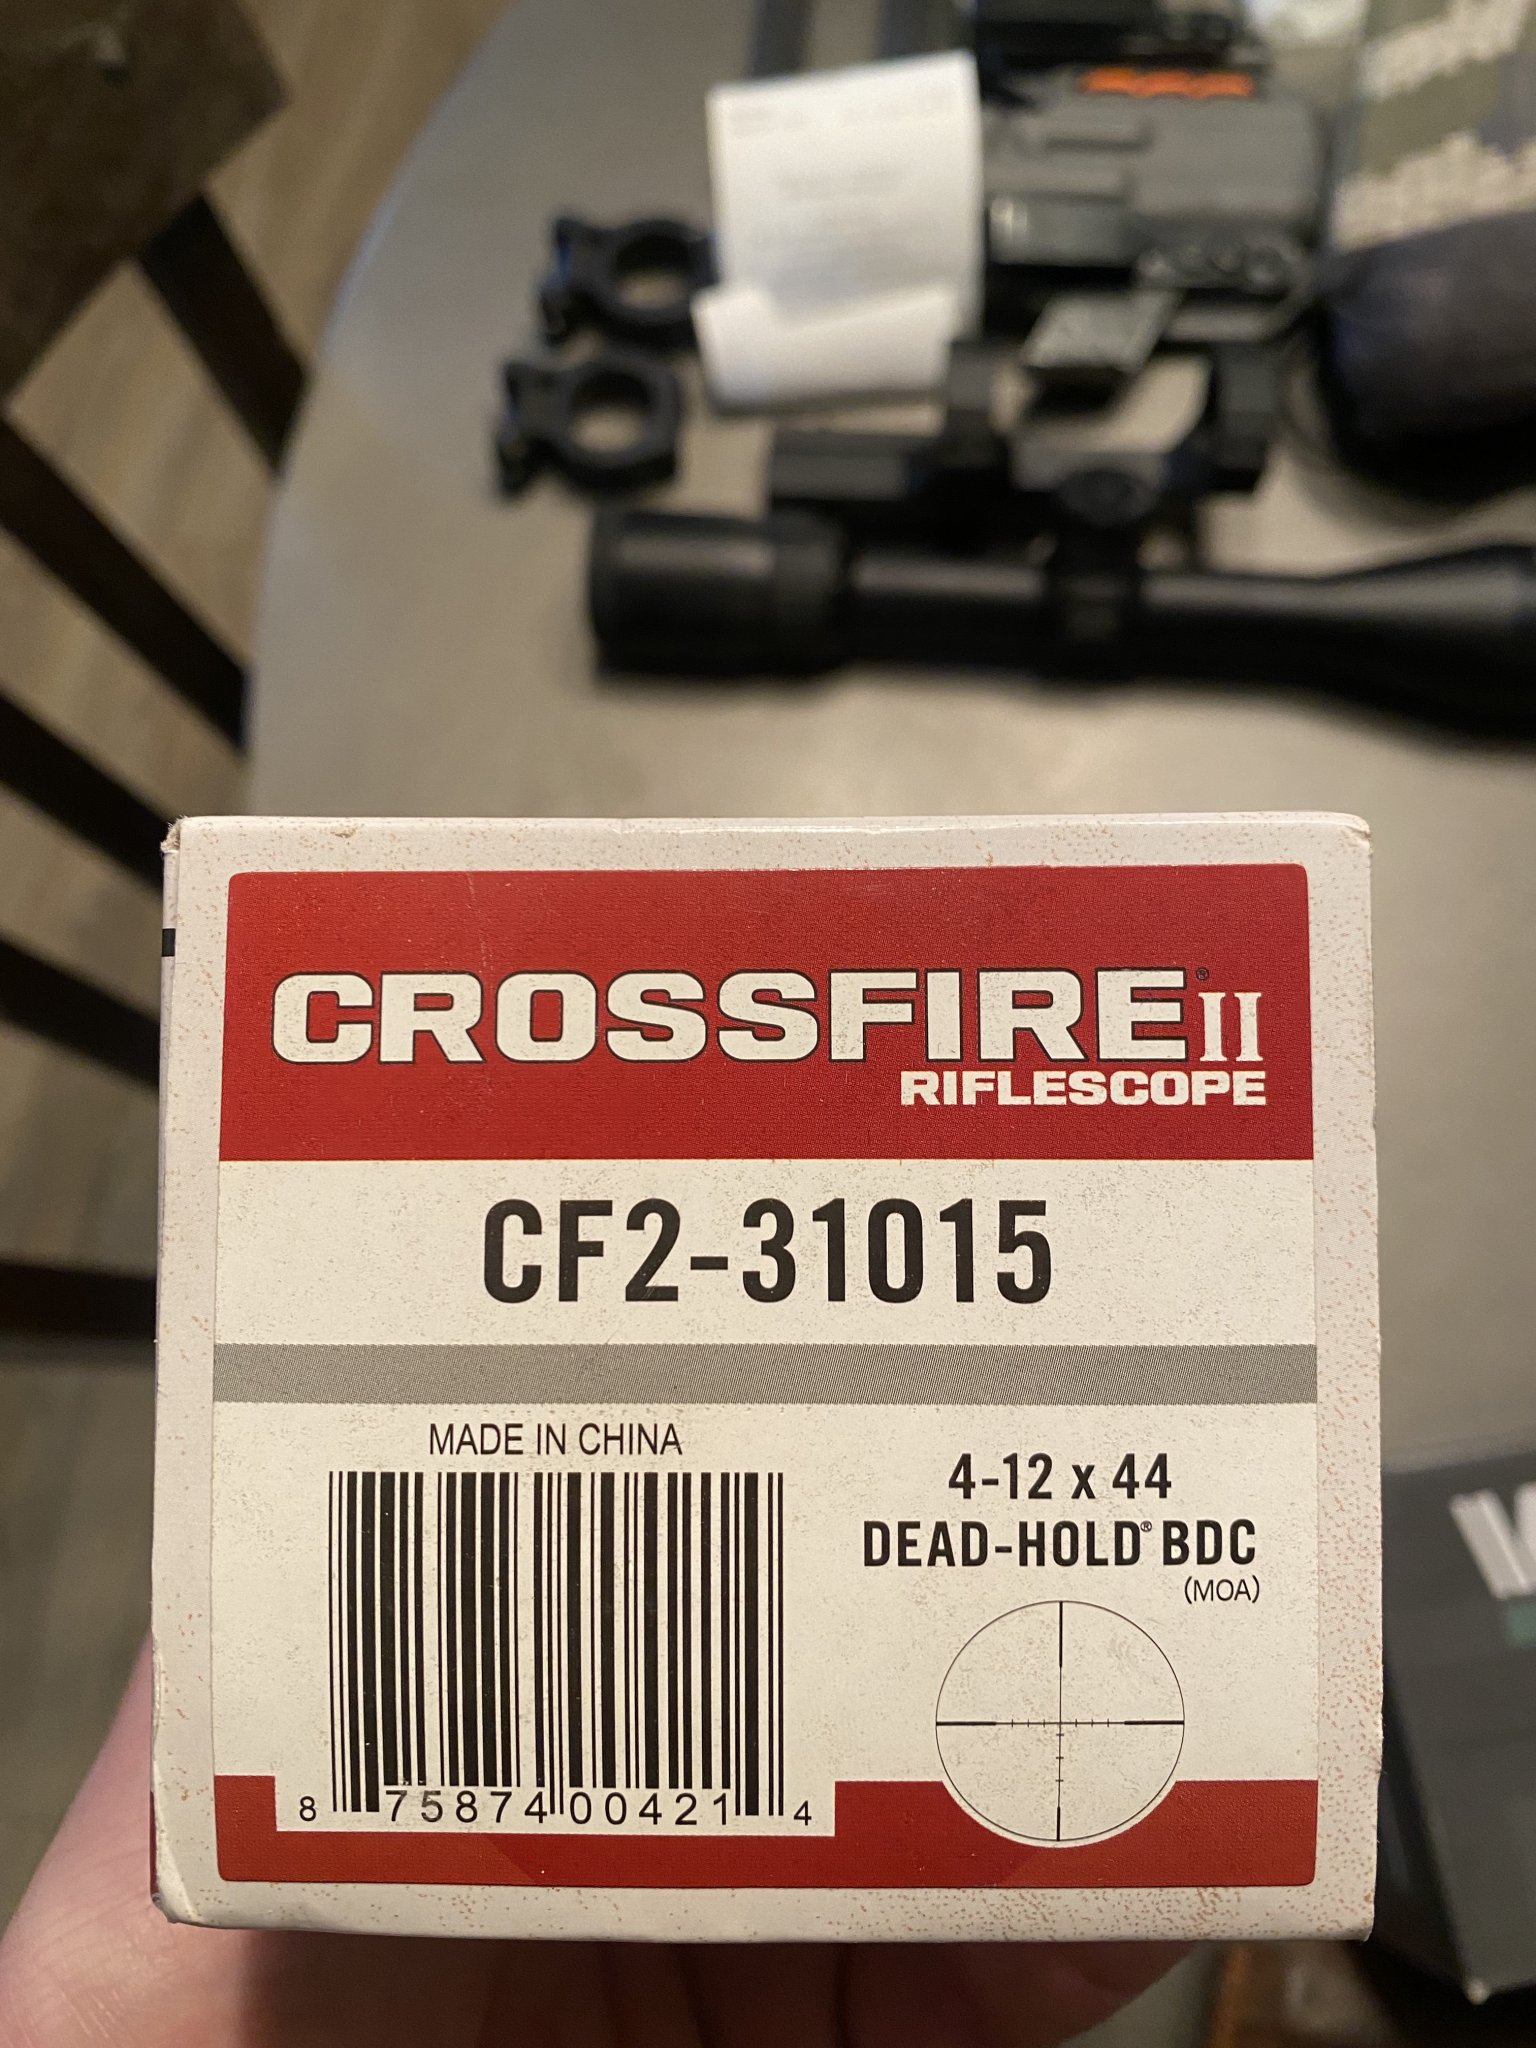 CROSSFIRE® II
RIFLESCOPE
CF2-31015
MADE IN CHINA
4-12 x 44
DEAD-HOLD® BDC
(MOA)
8 75874 00421 4